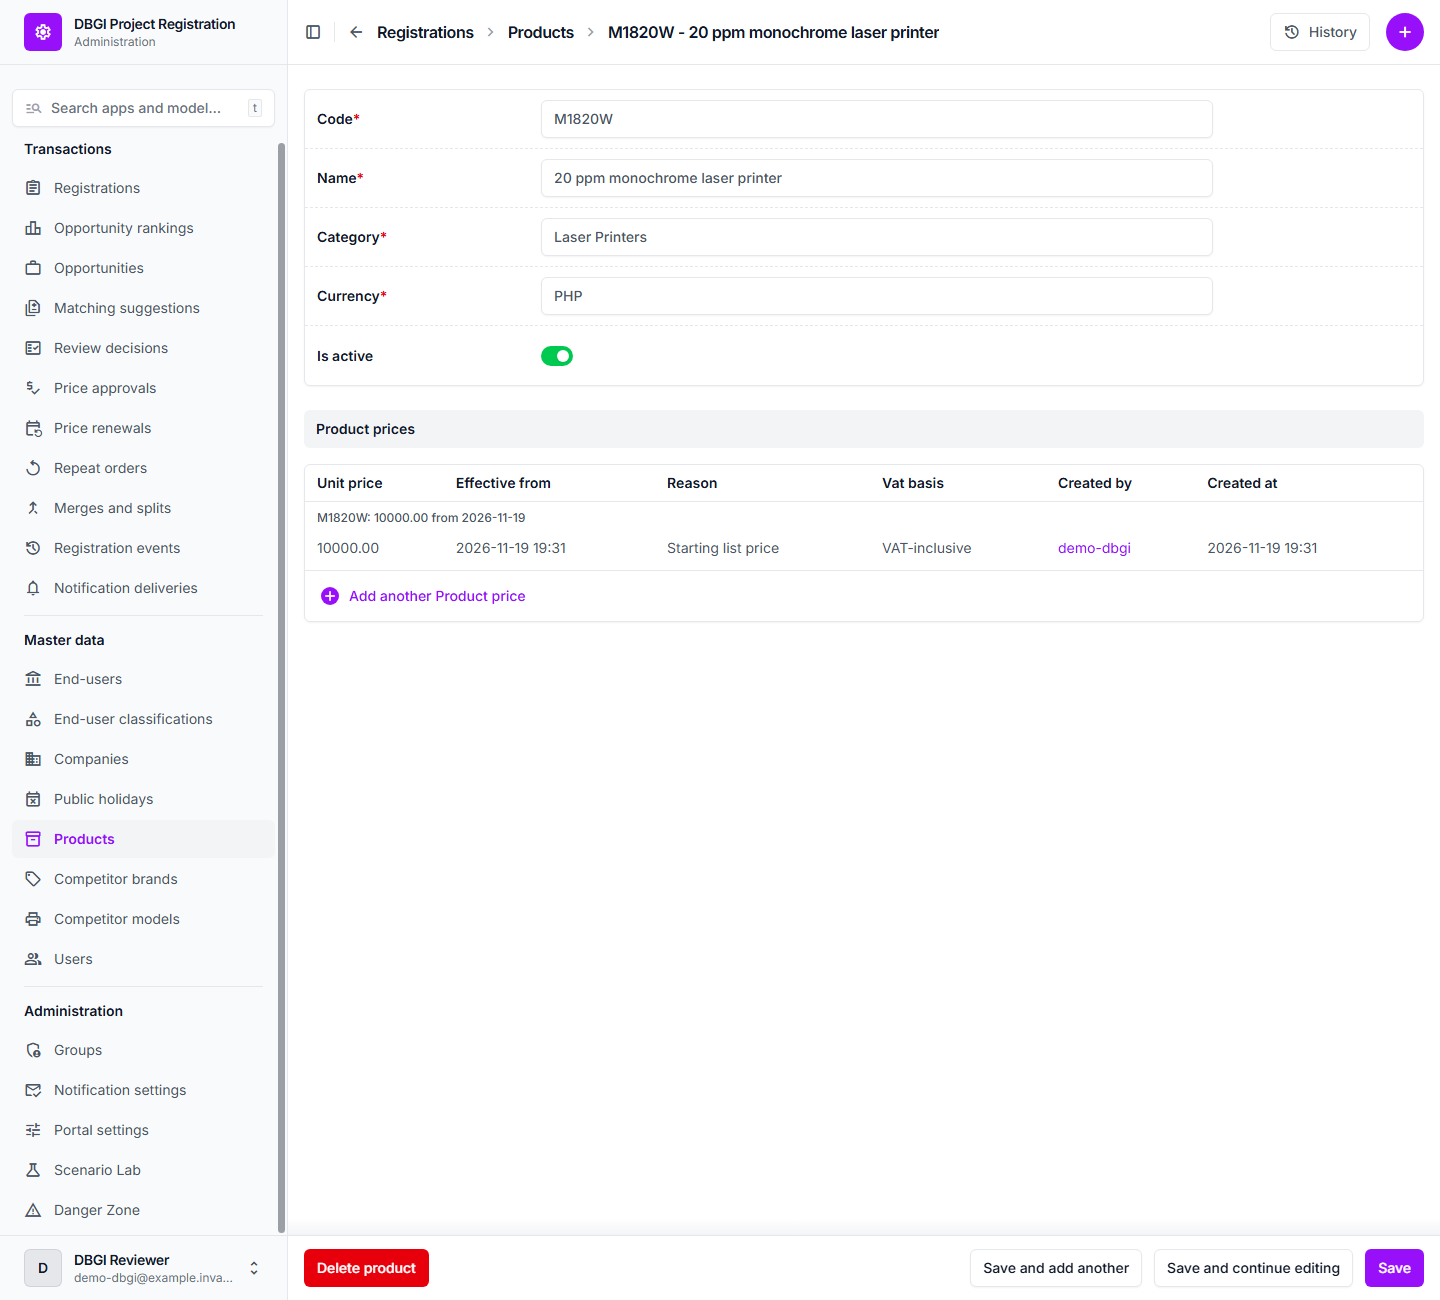 DBGI Project Registration
Administration
Search apps and model...
t
Transactions
Registrations
Opportunity rankings
Opportunities
Matching suggestions
Review decisions
Price approvals
Price renewals
Repeat orders
Merges and splits
Registration events
Notification deliveries
Master data
End-users
End-user classifications
Companies
Public holidays
Products
Competitor brands
Competitor models
Users
Administration
Groups
Notification settings
Portal settings
Scenario Lab
Danger Zone
D
DBGI Reviewer
demo-dbgi@example.inva...
Registrations
Products
M1820W - 20 ppm monochrome laser printer
History
Code*
M1820W
Name*
20 ppm monochrome laser printer
Category*
Laser Printers
Currency*
PHP
Is active
Product prices
Unit price Effective from Reason Vat basis Created by Created at
M1820W: 10000.00 from 2026-11-19
10000.00 2026-11-19 19:31 Starting list price VAT-inclusive demo-dbgi 2026-11-19 19:31
Add another Product price
Delete product
Save and add another
Save and continue editing
Save